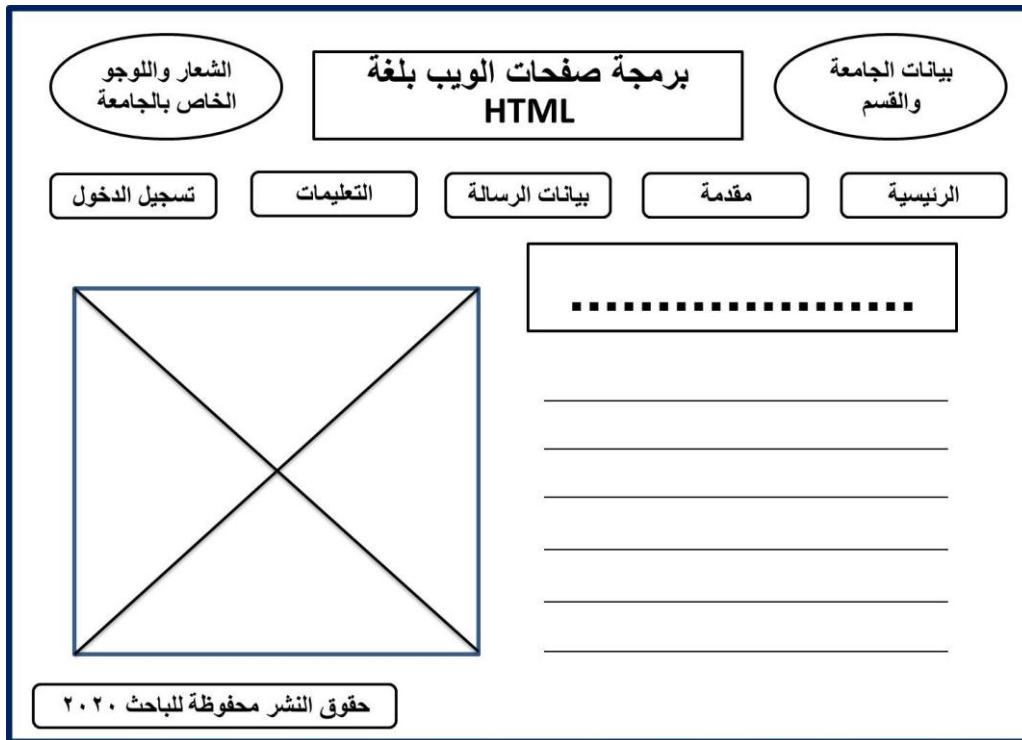 بيانات الجامعة
والقسم
برمجة صفحات الويب بلغة
HTML
الشعار واللوجو
الخاص بالجامعة
الرئيسية
مقدمة
بيانات الرسالة
التعليمات
تسجيل الدخول
....................
حقوق النشر محفوظة للباحث ٢٠٢٠